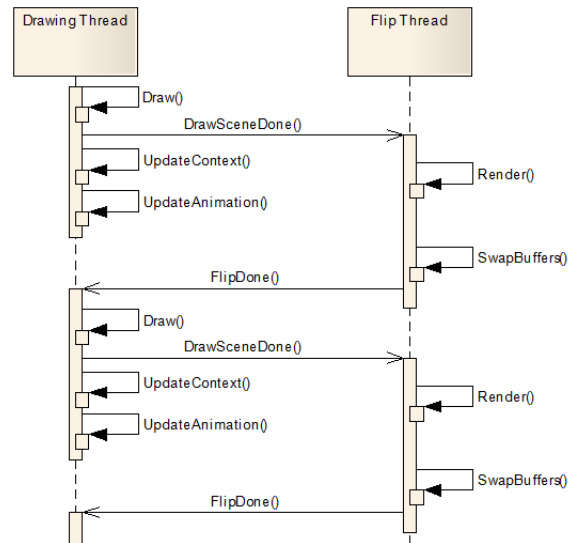 Drawing Thread
Flip Thread
Draw()
DrawSceneDone()
UpdateContext()
Render()
UpdateAnimation()
SwapBuffers()
FlipDone()
Draw()
DrawSceneDone()
UpdateContext()
Render()
UpdateAnimation()
SwapBuffers()
FlipDone()